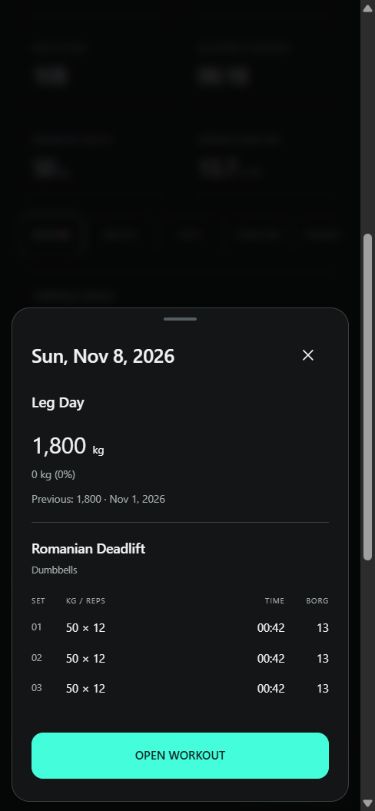 Sun, Nov 8, 2026
Leg Day
1,800 kg
0 kg (0%)
Previous: 1,800 · Nov 1, 2026
Romanian Deadlift
Dumbbells
SET KG / REPS TIME BORG
01 50 × 12 00:42 13
02 50 × 12 00:42 13
03 50 × 12 00:42 13
OPEN WORKOUT